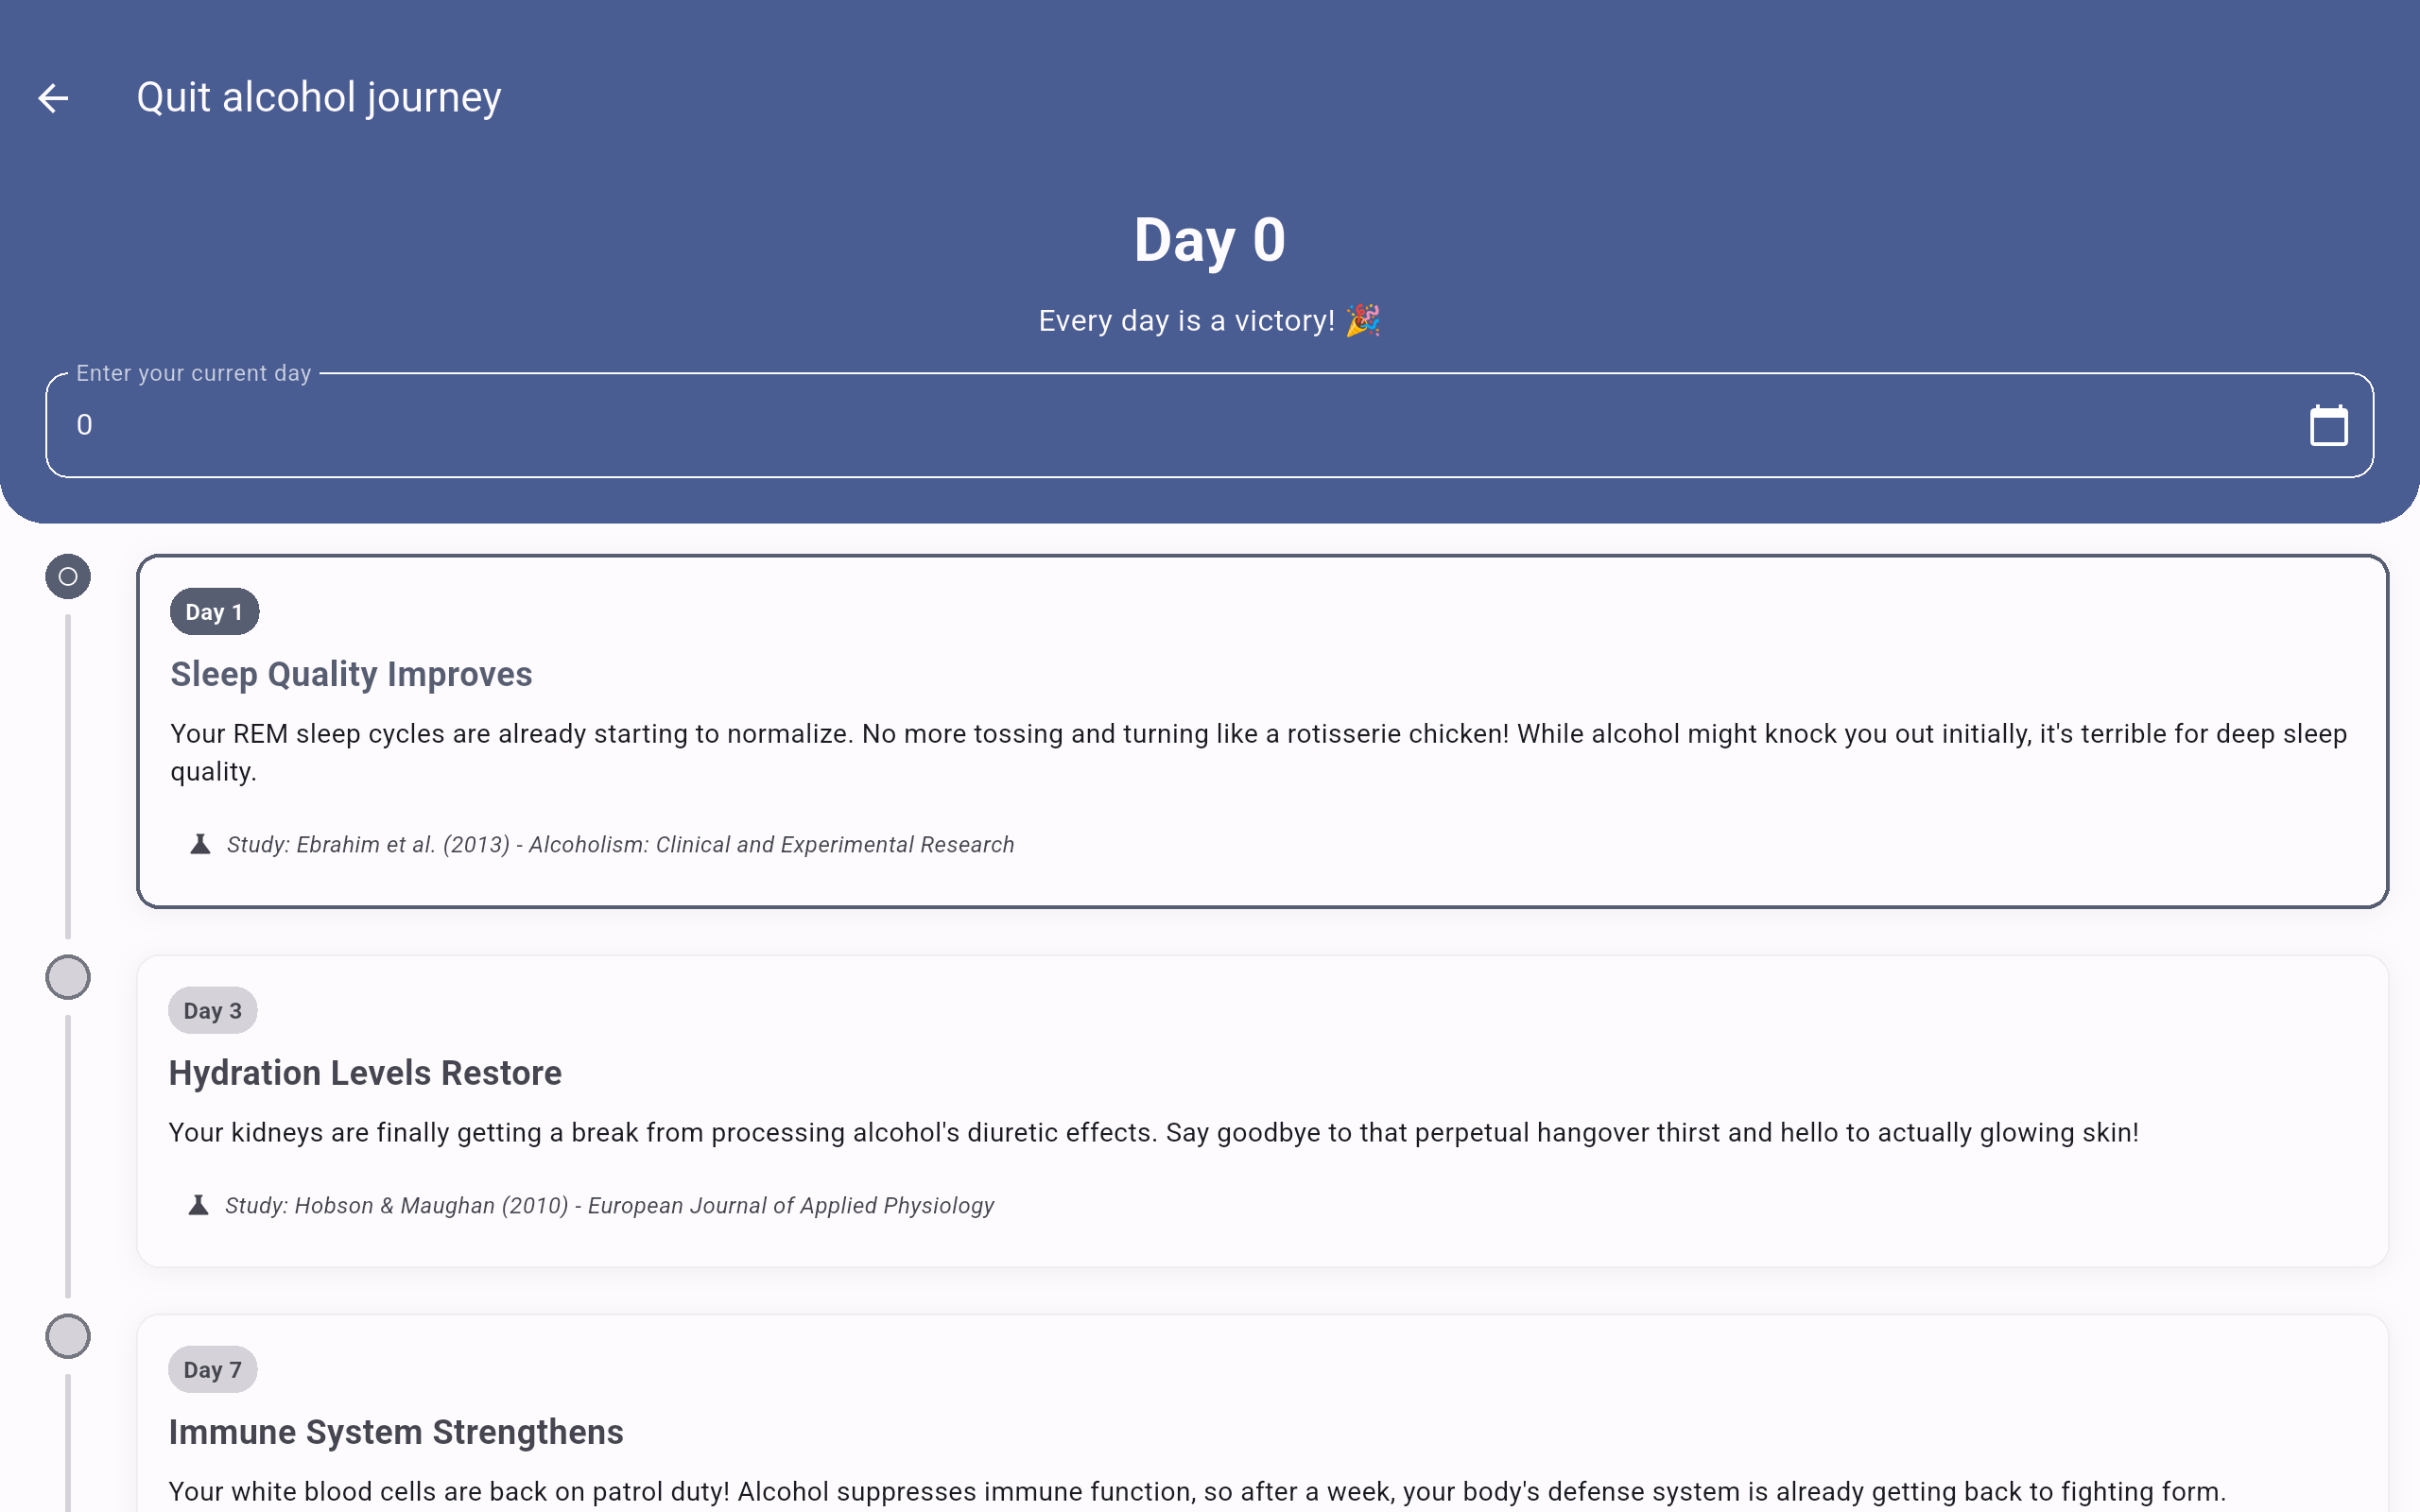 Quit alcohol journey
Day 0
Every day is a victory! 🎉
Enter your current day
0
Day 1
Sleep Quality Improves
Your REM sleep cycles are already starting to normalize. No more tossing and turning like a rotisserie chicken! While alcohol might knock you out initially, it's terrible for deep sleep
quality.
Study: Ebrahim et al. (2013) - Alcoholism: Clinical and Experimental Research
Day 3
Hydration Levels Restore
Your kidneys are finally getting a break from processing alcohol's diuretic effects. Say goodbye to that perpetual hangover thirst and hello to actually glowing skin!
Study: Hobson & Maughan (2010) - European Journal of Applied Physiology
Day 7
Immune System Strengthens
Your white blood cells are back on patrol duty! Alcohol suppresses immune function, so after a week, your body's defense system is already getting back to fighting form.